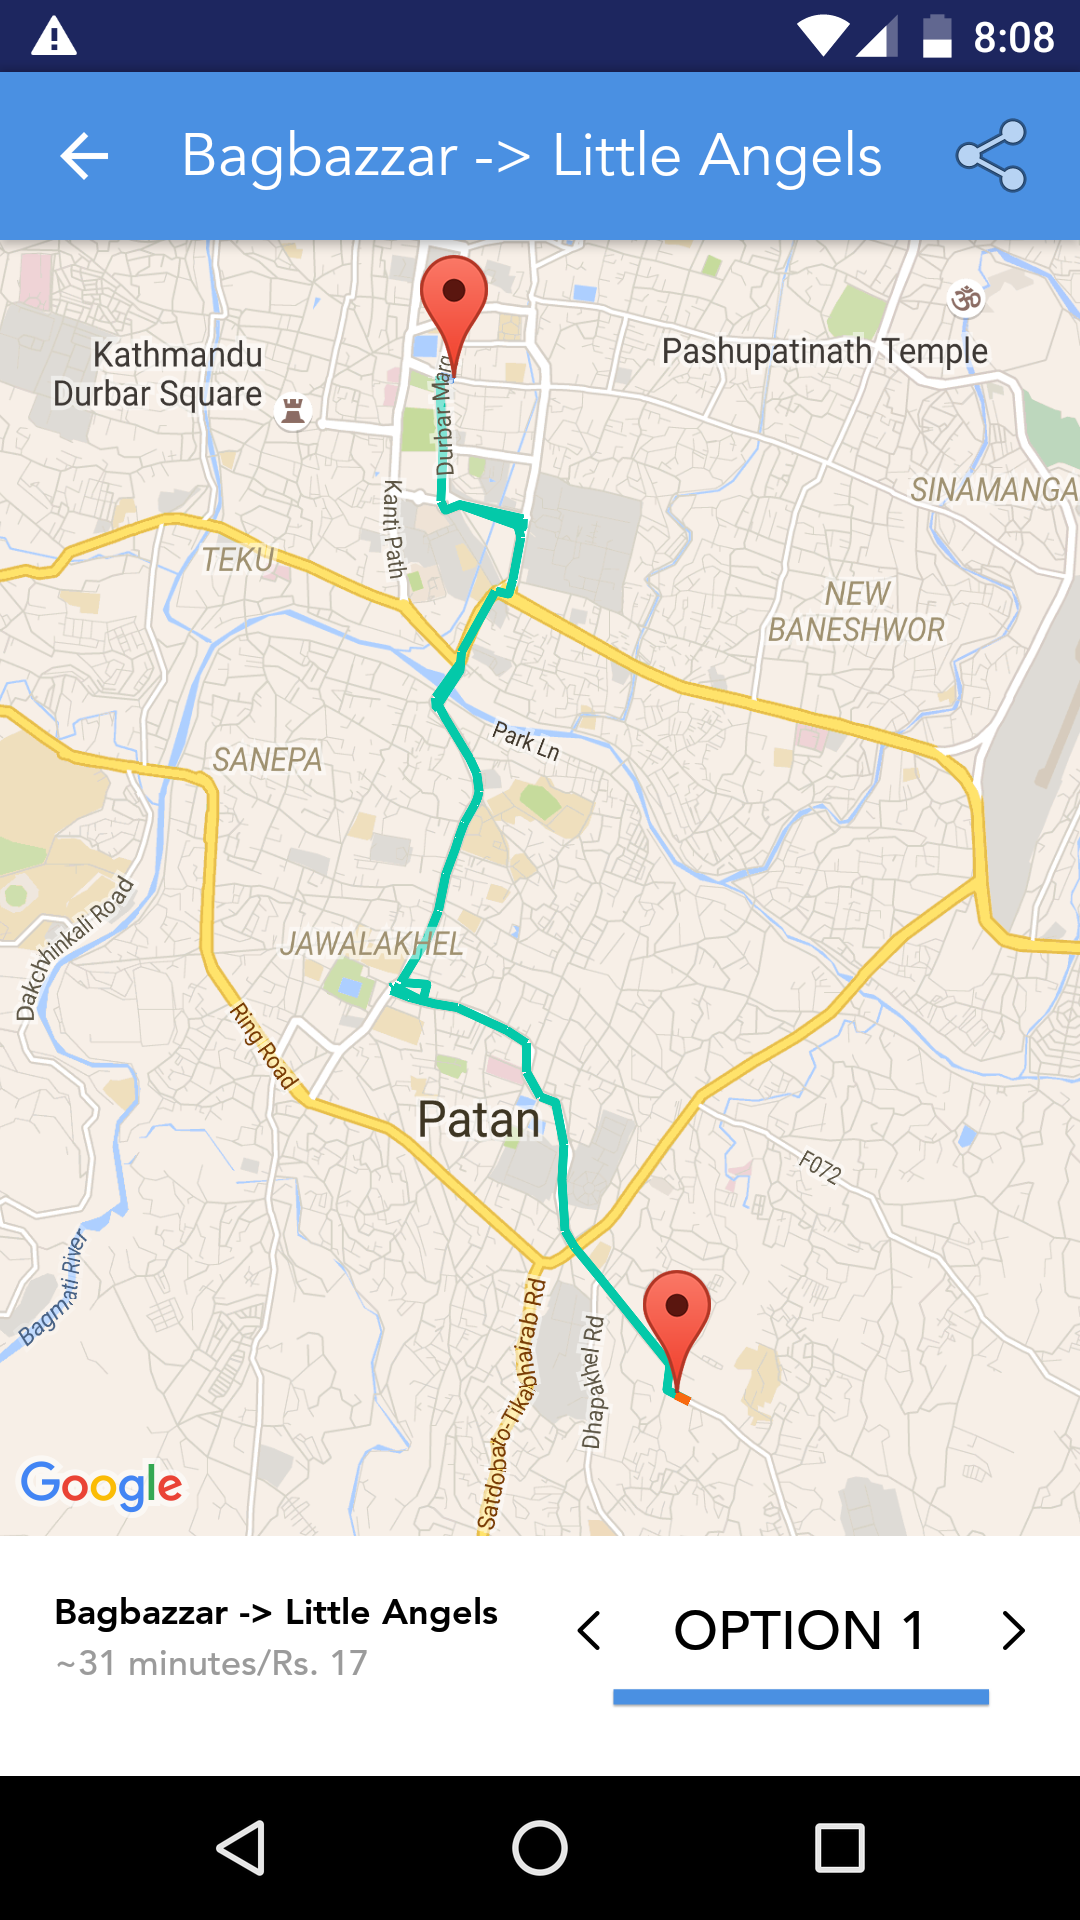 8:08
Bagbazzar -> Little Angels
Kathmandu
Durbar Square
Pashupatinath Temple
Durbar Marg
Kanti Path
SINAMANGA
TEKU
NEW
BANESHWOR
Park Ln
SANEPA
Dakchhinkali Road
JAWALAKHEL
Ring Road
Patan
F072
Bagmati River
Satdobato-Tikabhairab Rd
Dhapakhel Rd
Google
Bagbazzar -> Little Angels
~31 minutes/Rs. 17
OPTION 1